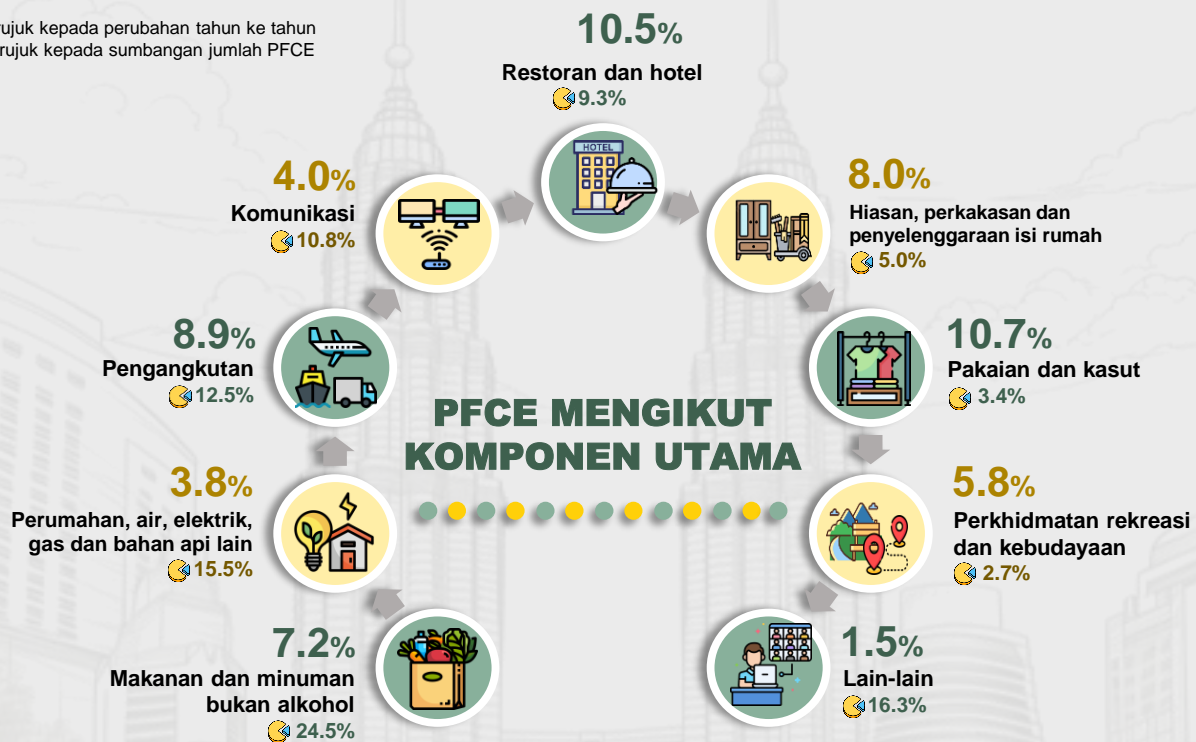 rujuk kepada perubahan tahun ke tahun
rujuk kepada sumbangan jumlah PFCE
10.5%
Restoran dan hotel
9.3%
HOTEL
4.0%
Komunikasi
10.8%
8.0%
Hiasan, perkakasan dan
penyelenggaraan isi rumah
5.0%
8.9%
Pengangkutan
12.5%
10.7%
Pakaian dan kasut
3.4%
PFCE MENGIKUT
KOMPONEN UTAMA
3.8%
Perumahan, air, elektrik,
gas dan bahan api lain
15.5%
5.8%
Perkhidmatan rekreasi
dan kebudayaan
2.7%
7.2%
Makanan dan minuman
bukan alkohol
24.5%
1.5%
Lain-lain
16.3%